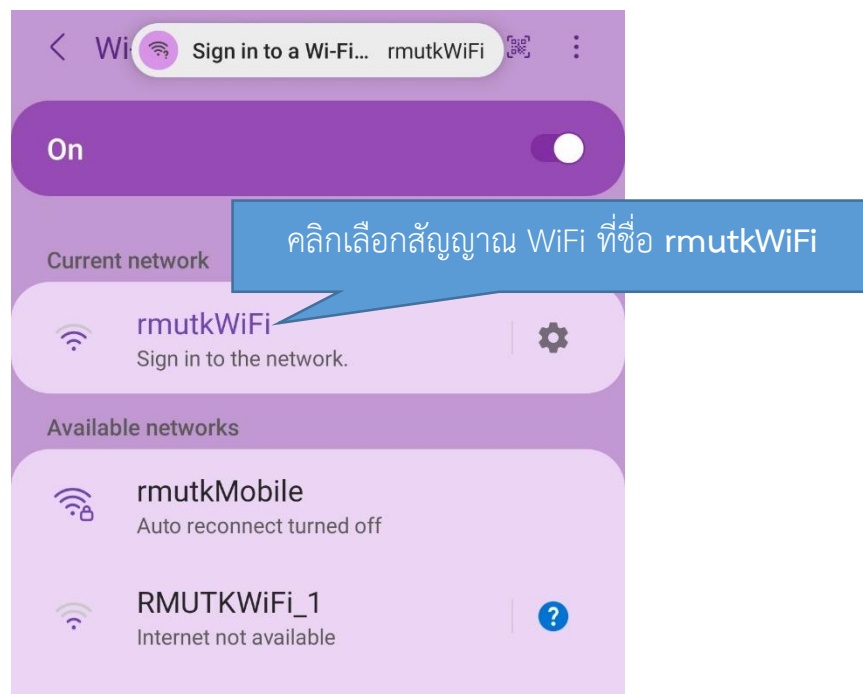 Wi
Sign in to a Wi-Fi... rmutkWiFi
On
คลิกเลือกสัญญาณ WiFi ที่ชื่อ rmutkWiFi
Current network
rmutkWiFi
Sign in to the network.
Available networks
rmutkMobile
Auto reconnect turned off
RMUTKWiFi_1
Internet not available
?